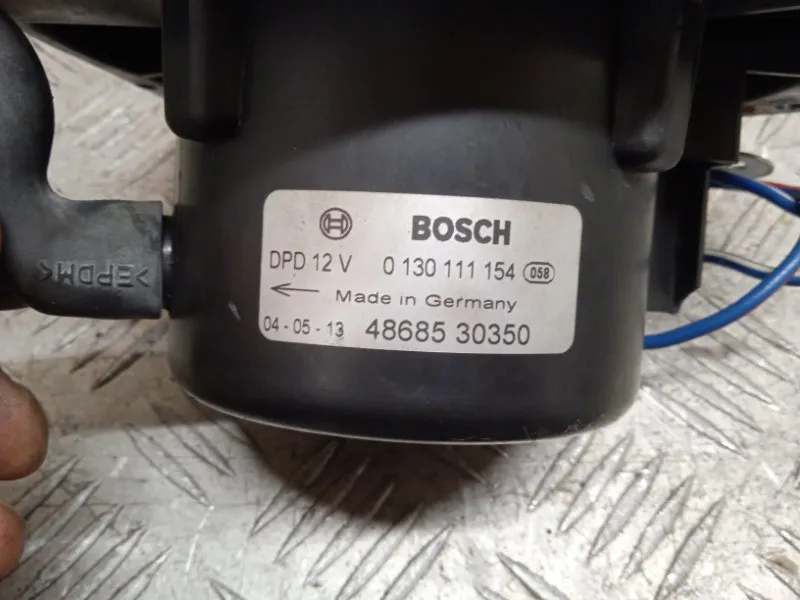 BOSCH
DPD 12 V 0 130 111 154 058
Made in Germany
04-05-13 48685 30350
>EPDM<